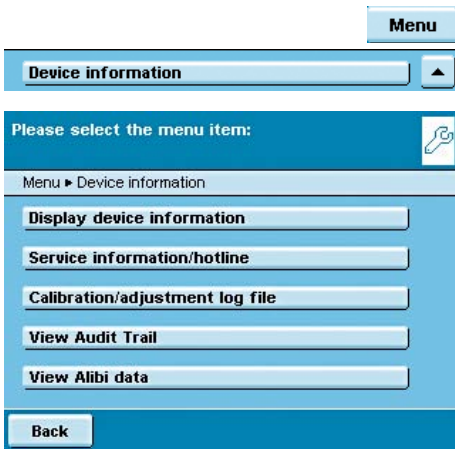 Menu
Device information
Please select the menu item:
Menu ▸ Device information
Display device information
Service information/hotline
Calibration/adjustment log file
View Audit Trail
View Alibi data
Back